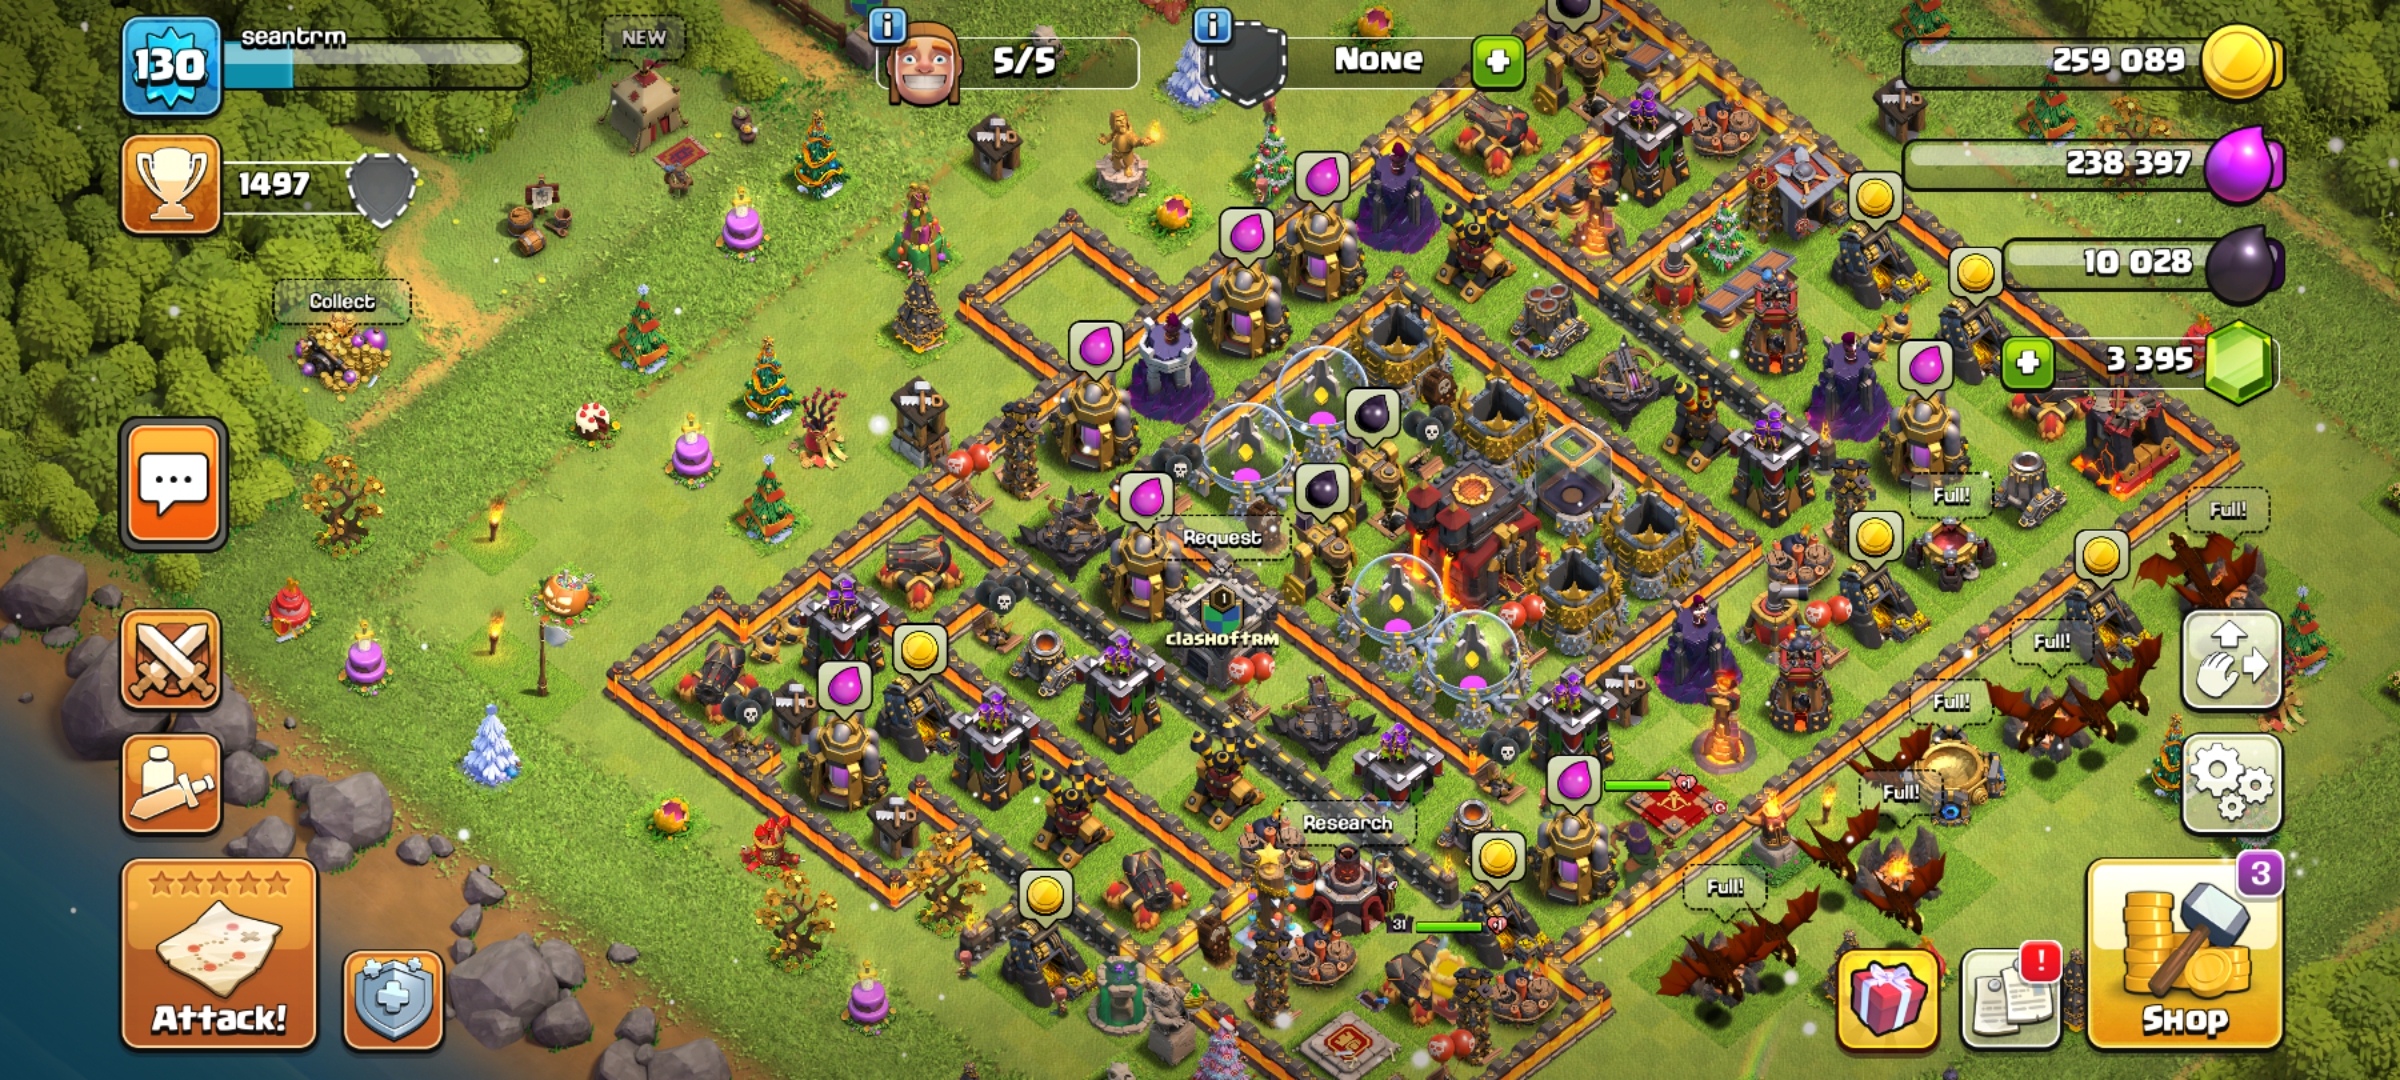 130
seantrm
NEW
5/5
None
259 089
1497
238 397
10 028
Collect
3 395
Full!
Full!
Request
1
clashoftrm
Full!
Full!
Full!
Research
Full!
31
3
Attack!
!
Shop